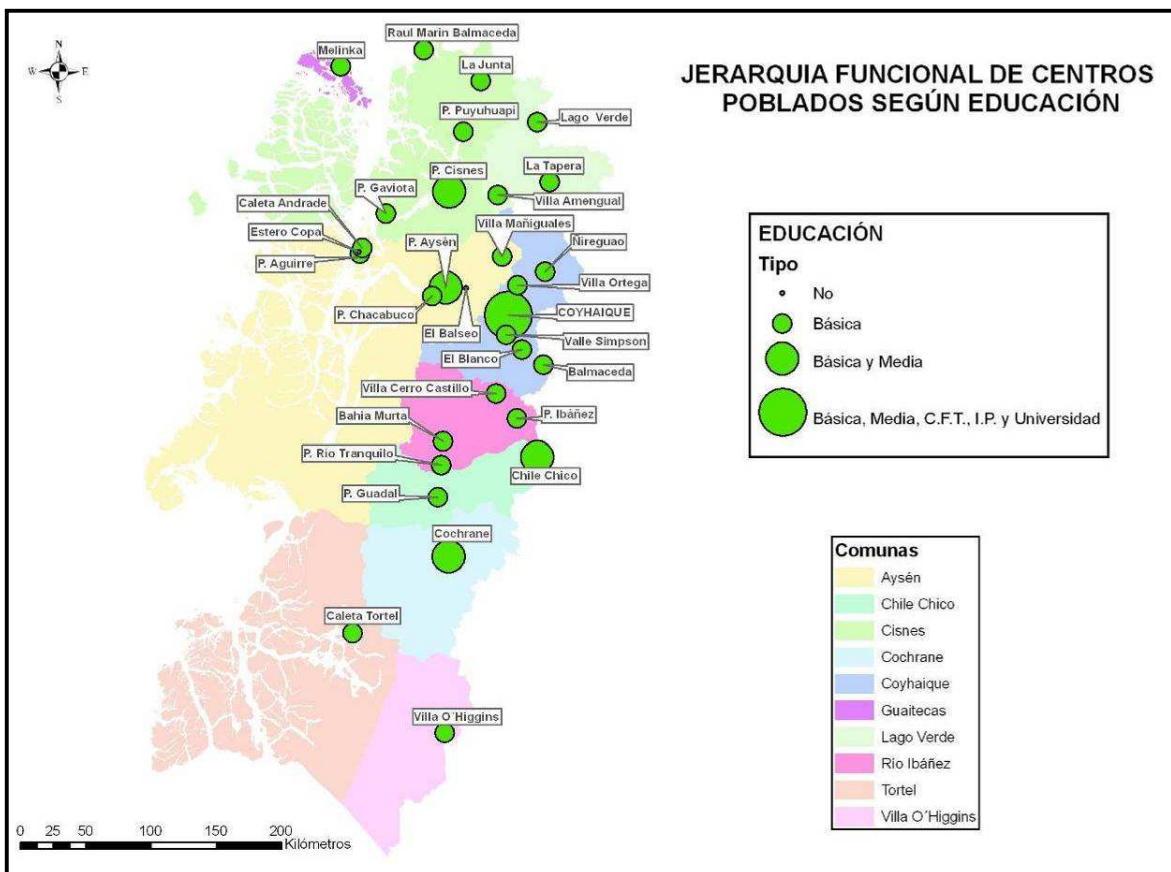 JERARQUIA FUNCIONAL DE CENTROS
POBLADOS SEGÚN EDUCACIÓN
N
W
E
S
Melinka
Raul Marin Balmaceda
La Junta
P. Puyuhuapi
Lago Verde
La Tapera
P. Cisnes
P. Gaviota
Villa Amengual
Caleta Andrade
Villa Mañiguales
Estero Copa
P. Aysén
Ñireguao
P. Aguirre
Villa Ortega
P. Chacabuco
COYHAIQUE
El Balseo
Valle Simpson
El Blanco
Balmaceda
Villa Cerro Castillo
P. Ibáñez
Bahia Murta
P. Rio Tranquilo
Chile Chico
P. Guadal
Cochrane
Caleta Tortel
Villa O´Higgins
EDUCACIÓN
Tipo
No
Básica
Básica y Media
Básica, Media, C.F.T., I.P. y Universidad
Comunas
Aysén
Chile Chico
Cisnes
Cochrane
Coyhaique
Guaitecas
Lago Verde
Río Ibáñez
Tortel
Villa O´Higgins
0 25 50 100 150 200
Kilómetros